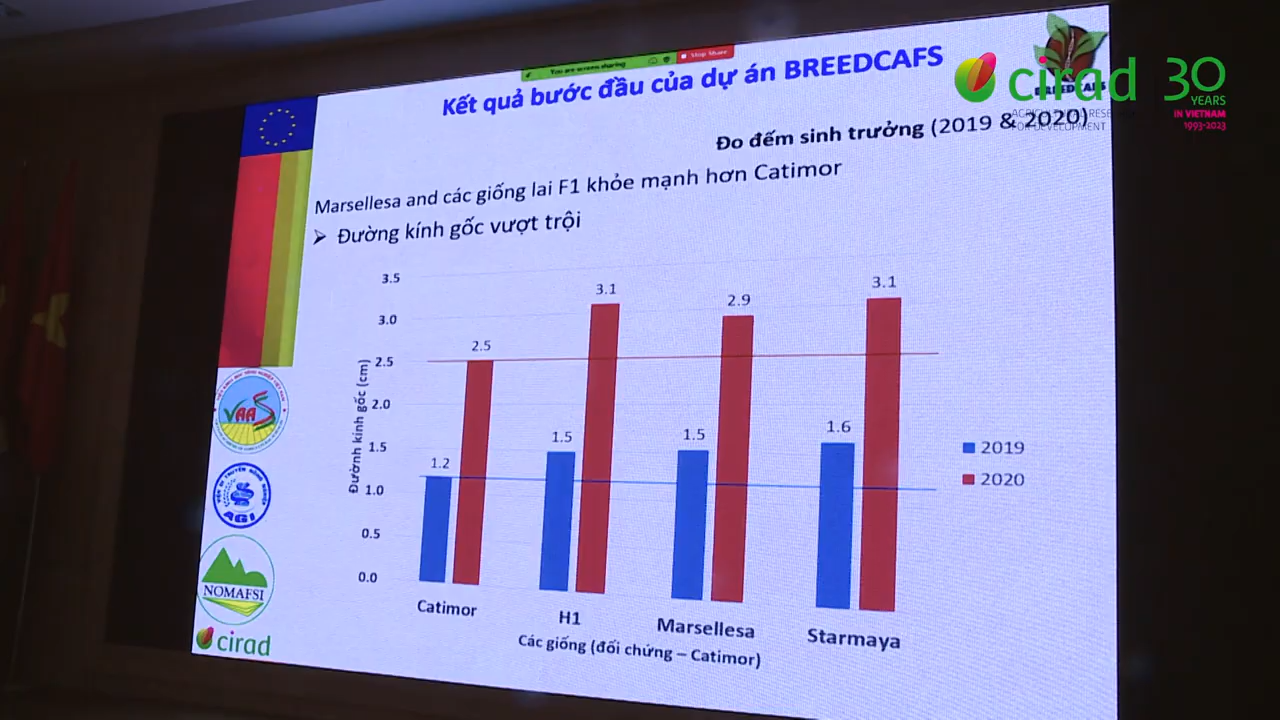 You are screen sharing
Stop Share
Kết quả bước đầu của dự án BREEDCAFS
cirad
30
YEARS
IN VIETNAM
1993-2023
Đo đếm sinh trưởng (2019 & 2020)
Marsellesa and các giống lai F1 khỏe mạnh hơn Catimor
➢ Đường kính gốc vượt trội
3.5
3.0
2.5
2.0
1.5
1.0
0.5
0.0
Đườnh kính gốc (cm)
1.2
2.5
1.5
3.1
1.5
2.9
1.6
3.1
2019
2020
Catimor
H1
Marsellesa
Starmaya
Các giống (đối chứng – Catimor)
VAAS
AGI
NOMAFSI
cirad